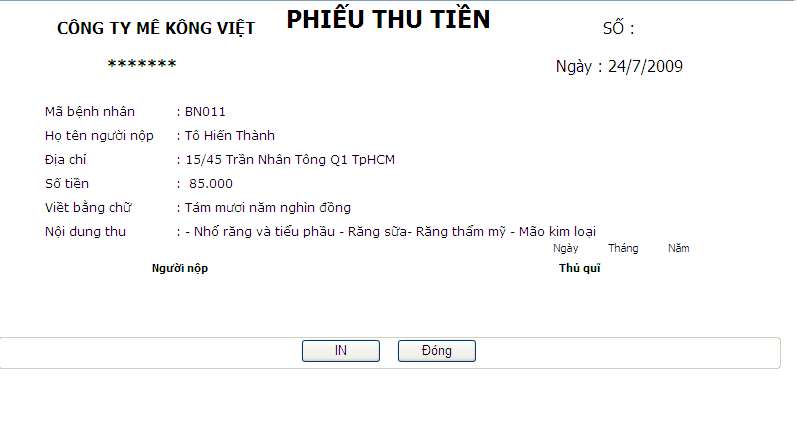 CÔNG TY MÊ KÔNG VIỆT
PHIẾU THU TIỀN
SỐ :
*******
Ngày : 24/7/2009
Mã bệnh nhân : BN011
Họ tên người nộp : Tô Hiến Thành
Địa chỉ : 15/45 Trần Nhân Tông Q1 TpHCM
Số tiền : 85.000
Viết bằng chữ : Tám mươi năm nghìn đồng
Nội dung thu : - Nhổ răng và tiểu phẫu - Răng sữa- Răng thẩm mỹ - Mão kim loại
Ngày Tháng Năm
Người nộp Thủ quĩ
IN Đóng